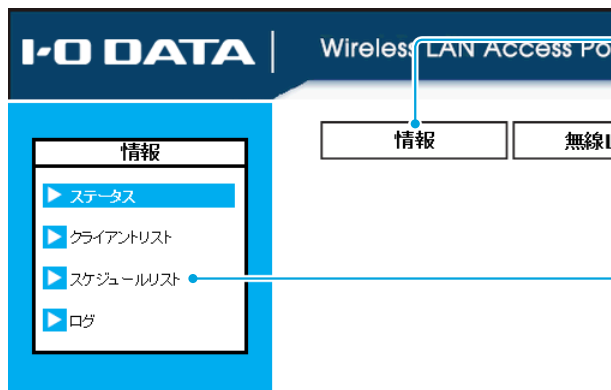 I-O DATA
Wireless LAN Access Po
情報
無線L
情報
ステータス
クライアントリスト
スケジュールリスト
ログ